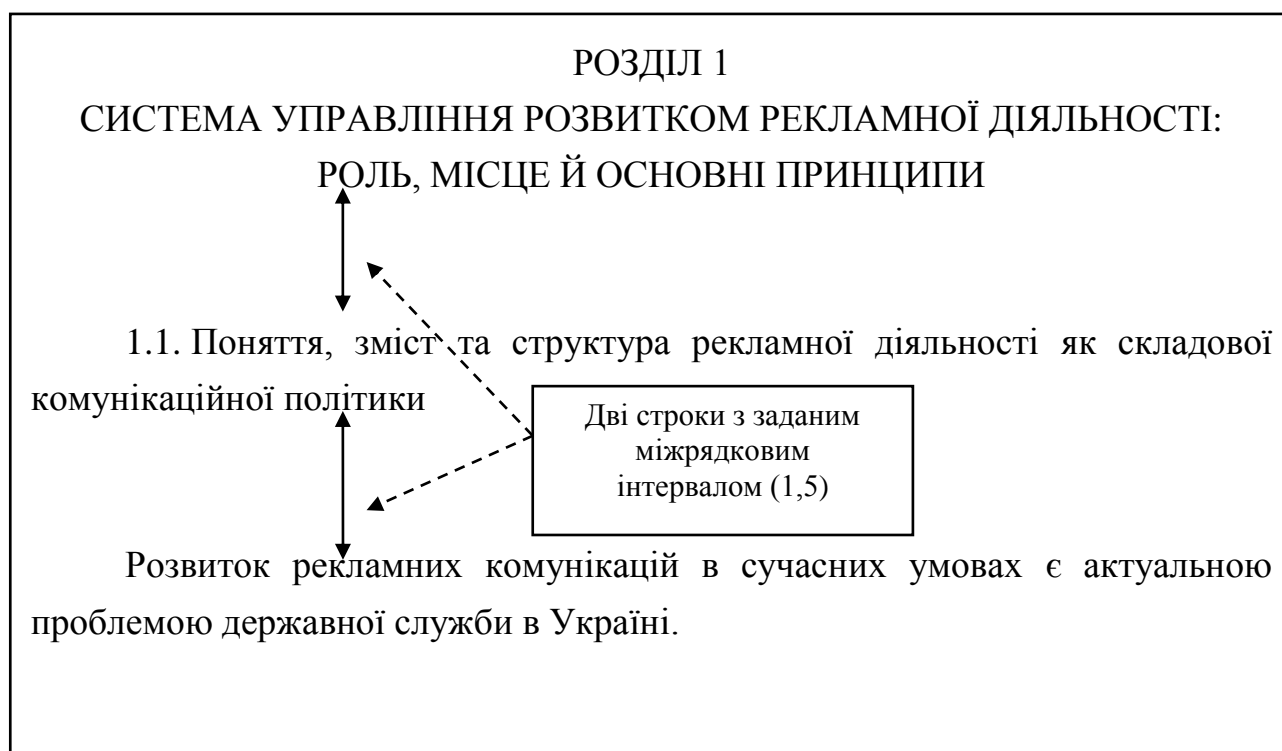 РОЗДІЛ 1
СИСТЕМА УПРАВЛІННЯ РОЗВИТКОМ РЕКЛАМНОЇ ДІЯЛЬНОСТІ:
РОЛЬ, МІСЦЕ Й ОСНОВНІ ПРИНЦИПИ
1.1. Поняття, зміст та структура рекламної діяльності як складової
комунікаційної політики
Дві строки з заданим
міжрядковим
інтервалом (1,5)
Розвиток рекламних комунікацій в сучасних умовах є актуальною
проблемою державної служби в Україні.